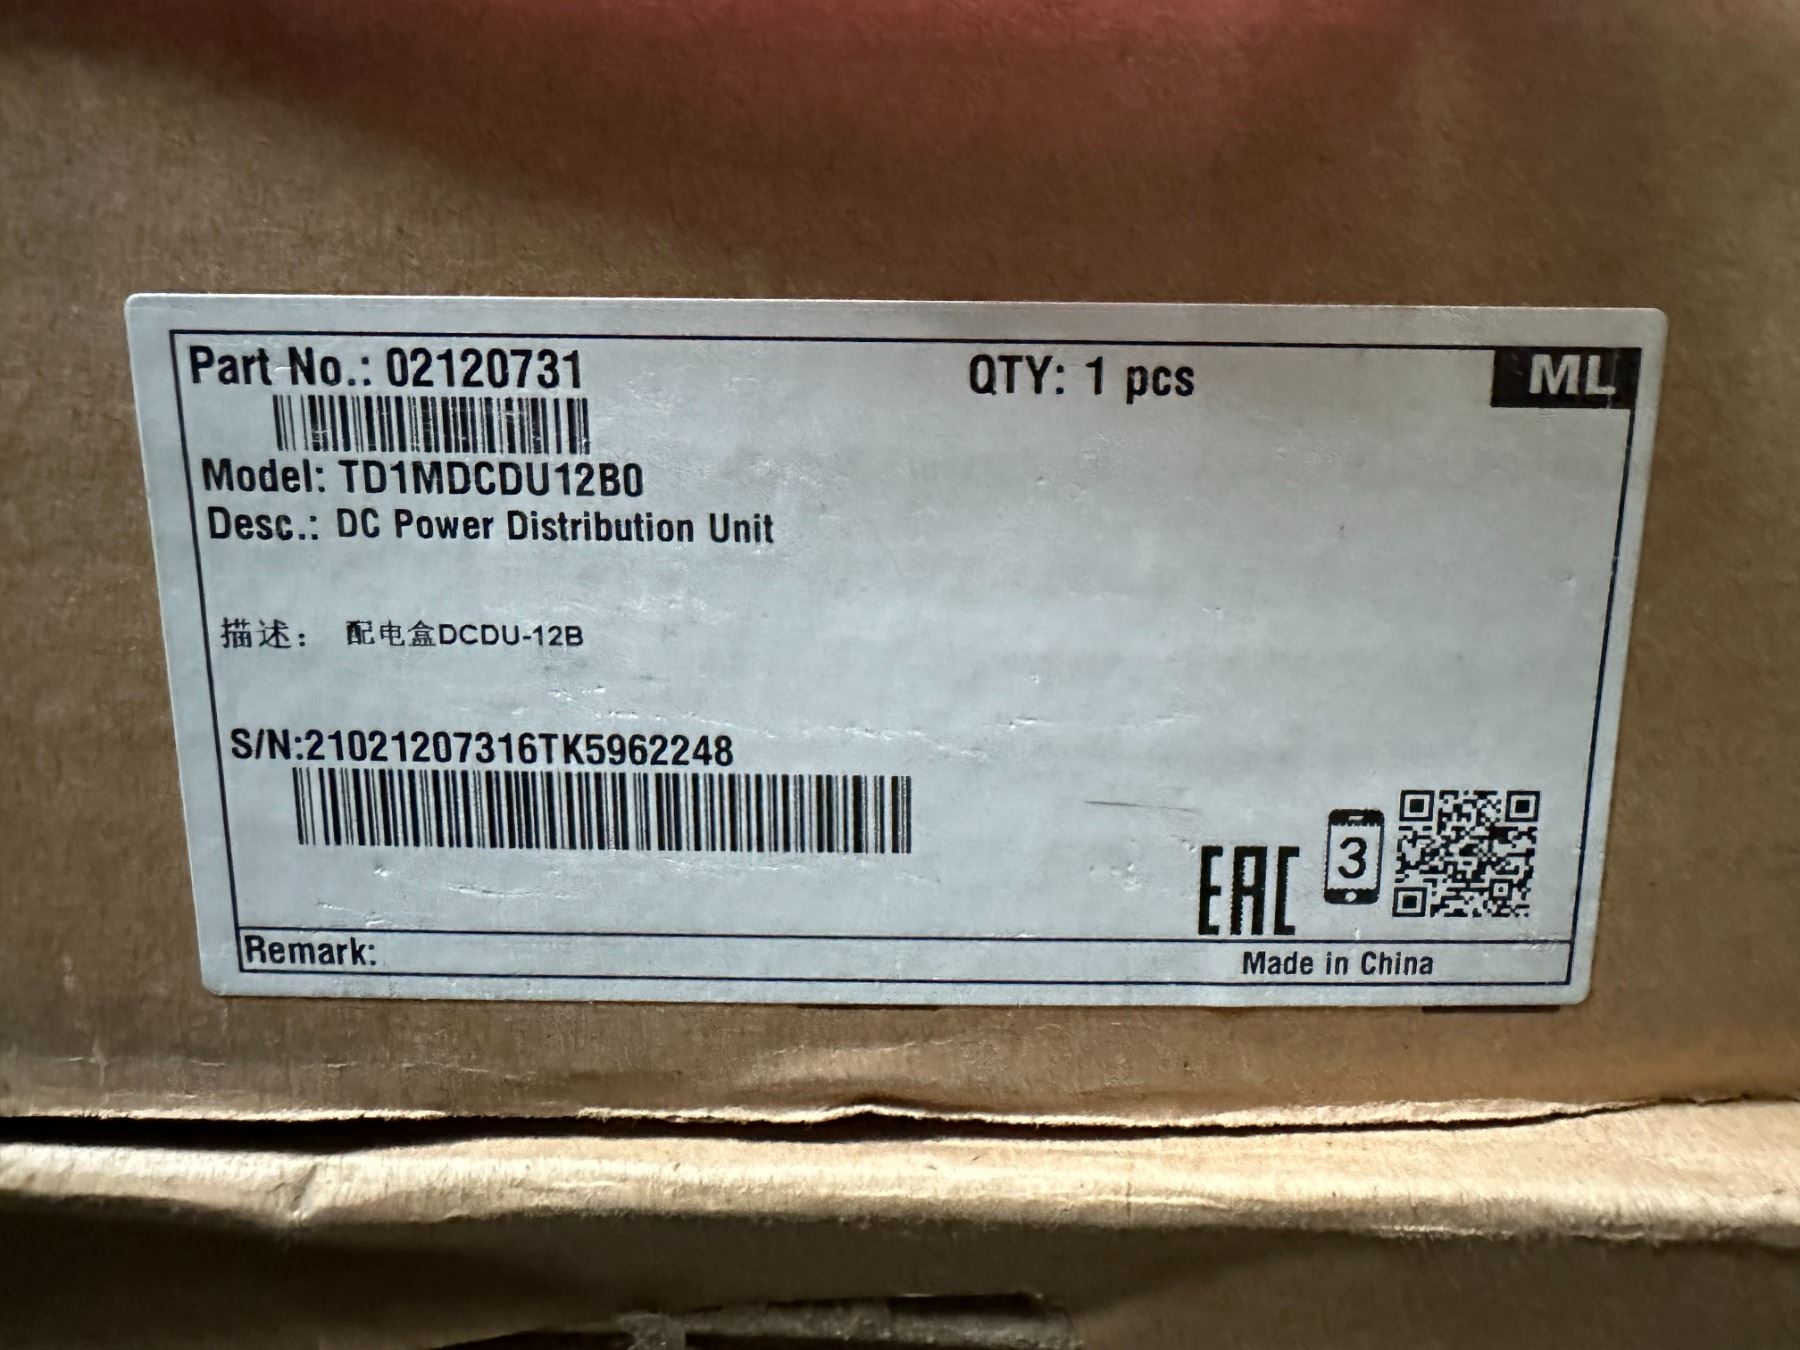 Part No.: 02120731
QTY: 1 pcs
ML
Model: TD1MDCDU12B0
Desc.: DC Power Distribution Unit
描述: 配电盒DCDU-12B
S/N:21021207316TK5962248
EAC
3
Remark:
Made in China